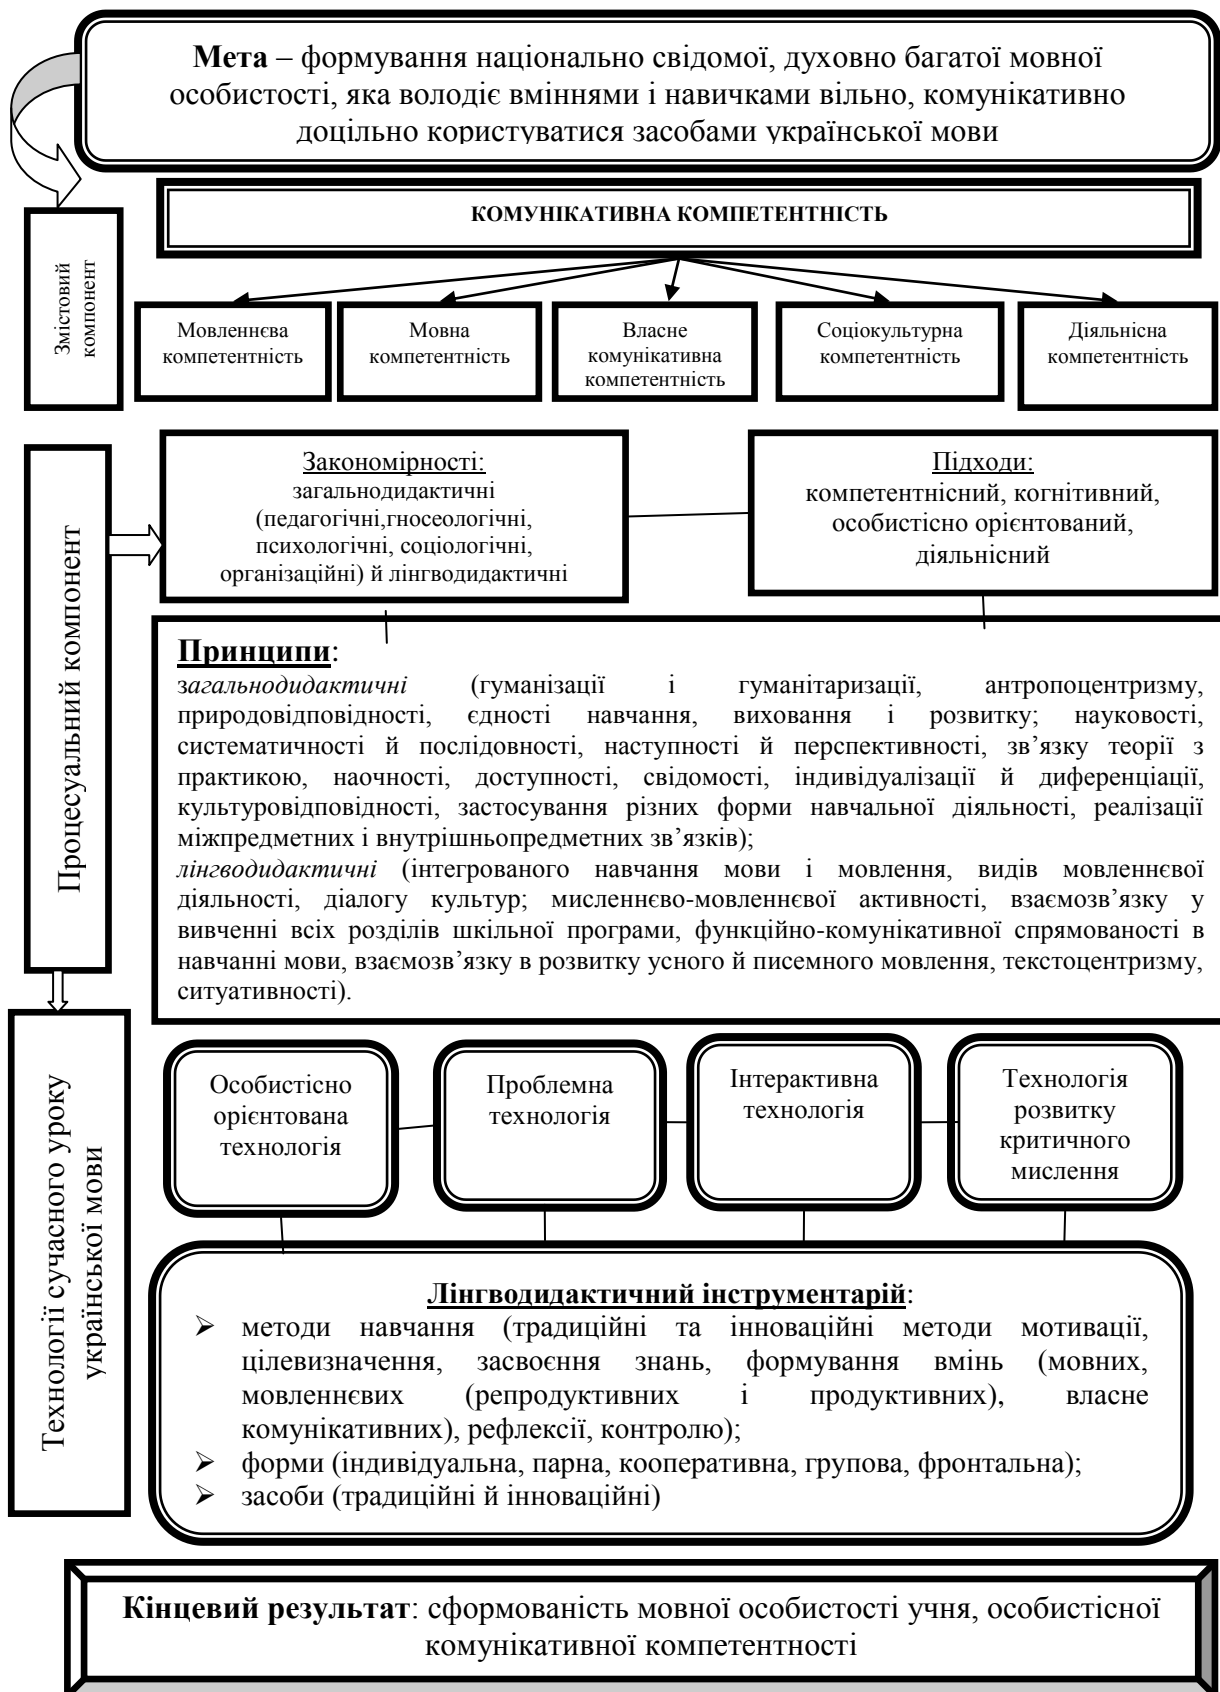 Мета – формування національно свідомої, духовно багатої мовної
особистості, яка володіє вміннями і навичками вільно, комунікативно
доцільно користуватися засобами української мови
КОМУНІКАТИВНА КОМПЕТЕНТНІСТЬ
Змістовий
компонент
Мовленнєва
компетентність
Мовна
компетентність
Власне
комунікативна
компетентність
Соціокультурна
компетентність
Діяльнісна
компетентність
Процесуальний компонент
Закономірності:
загальнодидактичні
(педагогічні,гносеологічні,
психологічні, соціологічні,
організаційні) й лінгводидактичні
Підходи:
компетентнісний, когнітивний,
особистісно орієнтований,
діяльнісний
Принципи:
загальнодидактичні (гуманізації і гуманітаризації, антропоцентризму,
природовідповідності, єдності навчання, виховання і розвитку; науковості,
систематичності й послідовності, наступності й перспективності, зв’язку теорії з
практикою, наочності, доступності, свідомості, індивідуалізації й диференціації,
культуровідповідності, застосування різних форми навчальної діяльності, реалізації
міжпредметних і внутрішньопредметних зв’язків);
лінгводидактичні (інтегрованого навчання мови і мовлення, видів мовленнєвої
діяльності, діалогу культур; мисленнєво-мовленнєвої активності, взаємозв’язку у
вивченні всіх розділів шкільної програми, функційно-комунікативної спрямованості в
навчанні мови, взаємозв’язку в розвитку усного й писемного мовлення, текстоцентризму,
ситуативності).
Технології сучасного уроку
української мови
Особистісно
орієнтована
технологія
Проблемна
технологія
Інтерактивна
технологія
Технологія
розвитку
критичного
мислення
Лінгводидактичний інструментарій:
➢ методи навчання (традиційні та інноваційні методи мотивації,
цілевизначення, засвоєння знань, формування вмінь (мовних,
мовленнєвих (репродуктивних і продуктивних), власне
комунікативних), рефлексії, контролю);
➢ форми (індивідуальна, парна, кооперативна, групова, фронтальна);
➢ засоби (традиційні й інноваційні)
Кінцевий результат: сформованість мовної особистості учня, особистісної
комунікативної компетентності